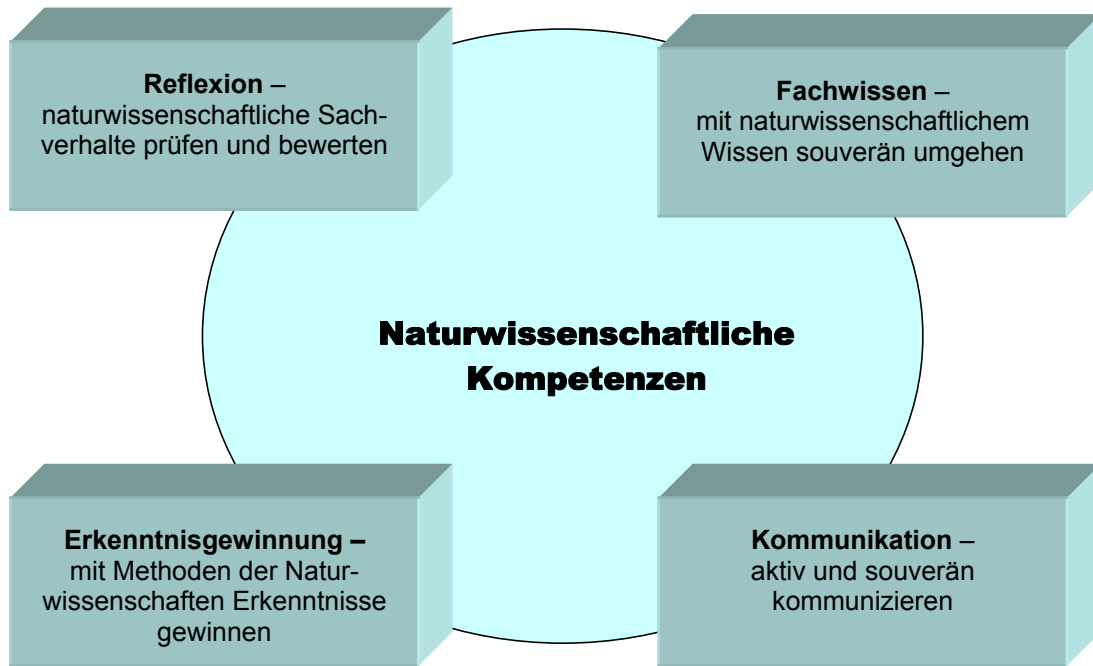 Reflexion –
naturwissenschaftliche Sach-
verhalte prüfen und bewerten
Fachwissen –
mit naturwissenschaftlichem
Wissen souverän umgehen
Naturwissenschaftliche
Kompetenzen
Erkenntnisgewinnung –
mit Methoden der Natur-
wissenschaften Erkenntnisse
gewinnen
Kommunikation –
aktiv und souverän
kommunizieren